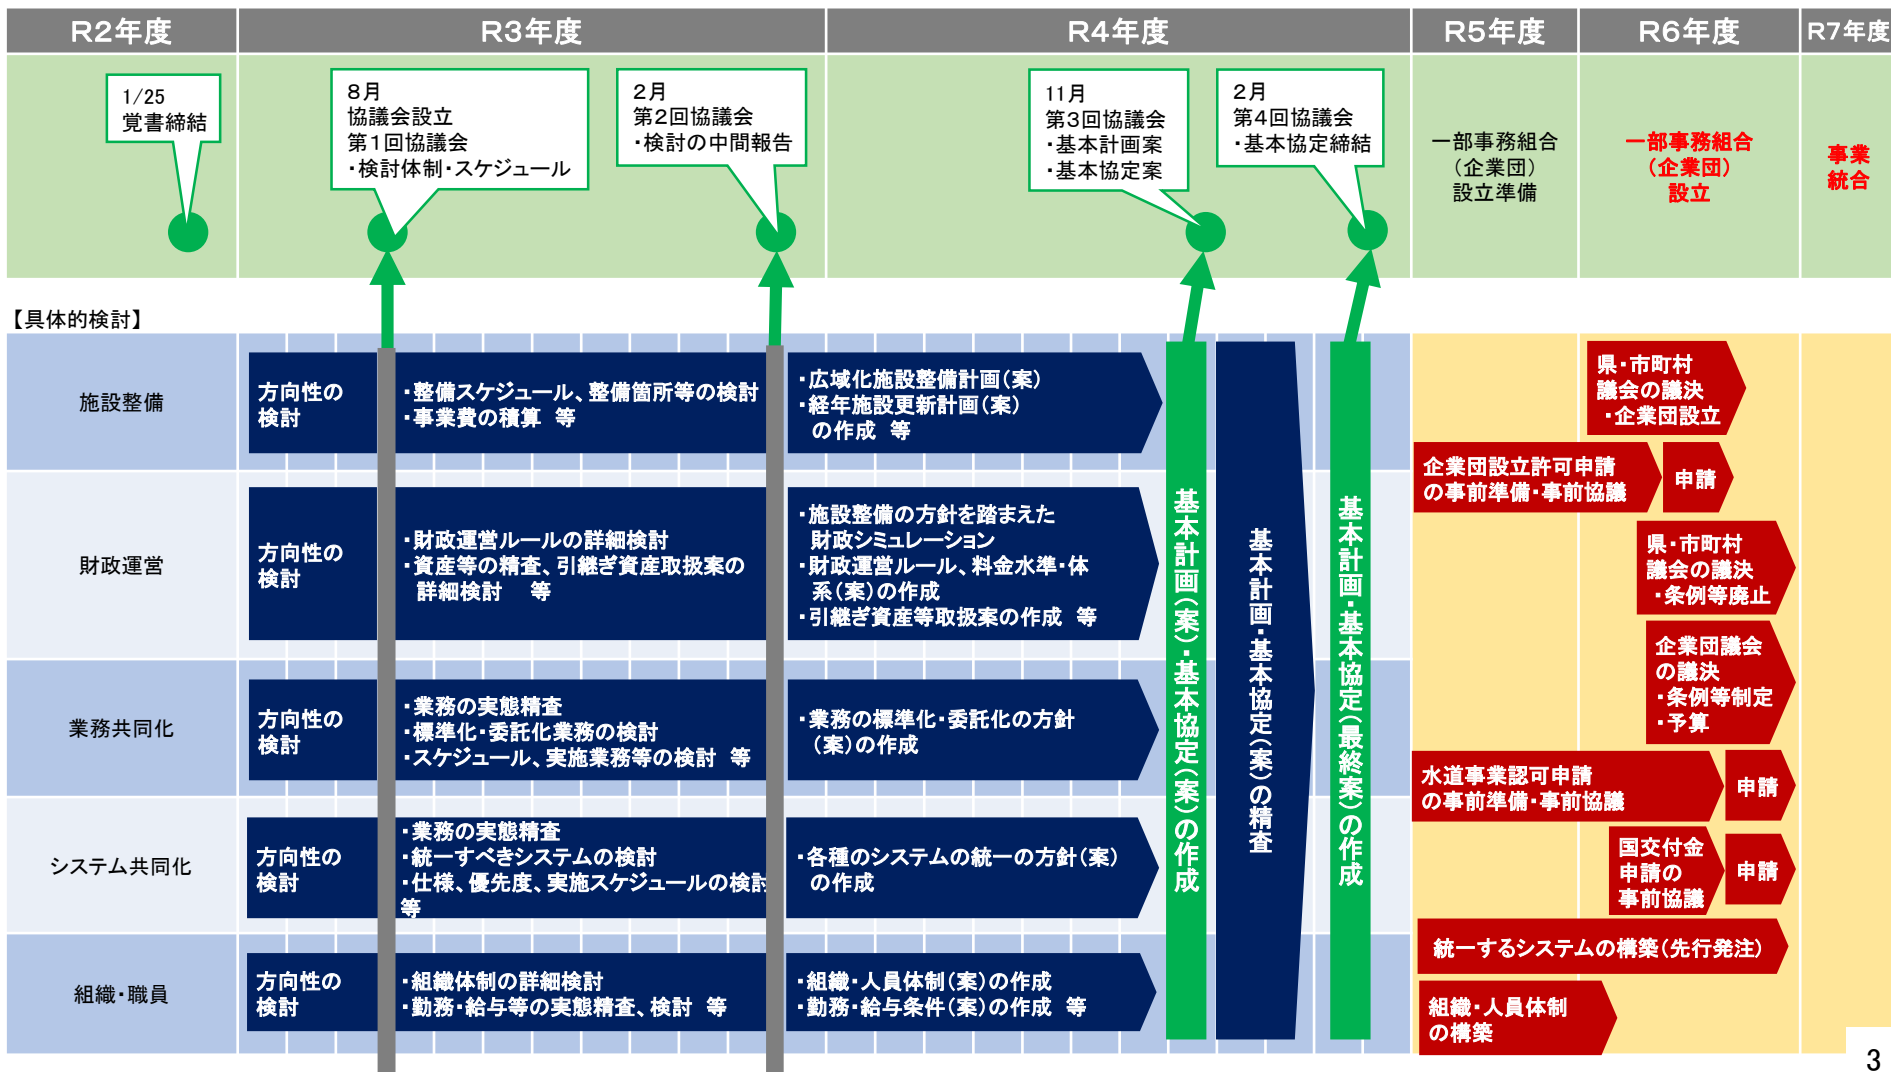 R2年度
R3年度
R4年度
R5年度
R6年度
R7年度
1/25
覚書締結
8月
協議会設立
第1回協議会
・検討体制・スケジュール
2月
第2回協議会
・検討の中間報告
11月
第3回協議会
・基本計画案
・基本協定案
2月
第4回協議会
・基本協定締結
一部事務組合
(企業団)
設立準備
一部事務組合
(企業団)
設立
事業
統合
【具体的検討】
施設整備
方向性の
検討
・整備スケジュール、整備箇所等の検討
・事業費の積算 等
・広域化施設整備計画(案)
・経年施設更新計画(案)
の作成 等
財政運営
方向性の
検討
・財政運営ルールの詳細検討
・資産等の精査、引継ぎ資産取扱案の
詳細検討 等
・施設整備の方針を踏まえた
財政シミュレーション
・財政運営ルール、料金水準・体
系(案)の作成
・引継ぎ資産等取扱案の作成 等
業務共同化
方向性の
検討
・業務の実態精査
・標準化・委託化業務の検討
・スケジュール、実施業務等の検討 等
・業務の標準化・委託化の方針
(案)の作成
システム共同化
方向性の
検討
・業務の実態精査
・統一すべきシステムの検討
・仕様、優先度、実施スケジュールの検討
等
・各種のシステムの統一の方針(案)
の作成
組織・職員
方向性の
検討
・組織体制の詳細検討
・勤務・給与等の実態精査、検討 等
・組織・人員体制(案)の作成
・勤務・給与条件(案)の作成 等
基本計画(案)・基本協定(案)の作成
基本計画・基本協定(案)の精査
基本計画・基本協定(最終案)の作成
県・市町村
議会の議決
・企業団設立
企業団設立許可申請
の事前準備・事前協議
申請
県・市町村
議会の議決
・条例等廃止
企業団議会
の議決
・条例等制定
・予算
水道事業認可申請
の事前準備・事前協議
申請
国交付金
申請の
事前協議
申請
統一するシステムの構築(先行発注)
組織・人員体制
の構築
3